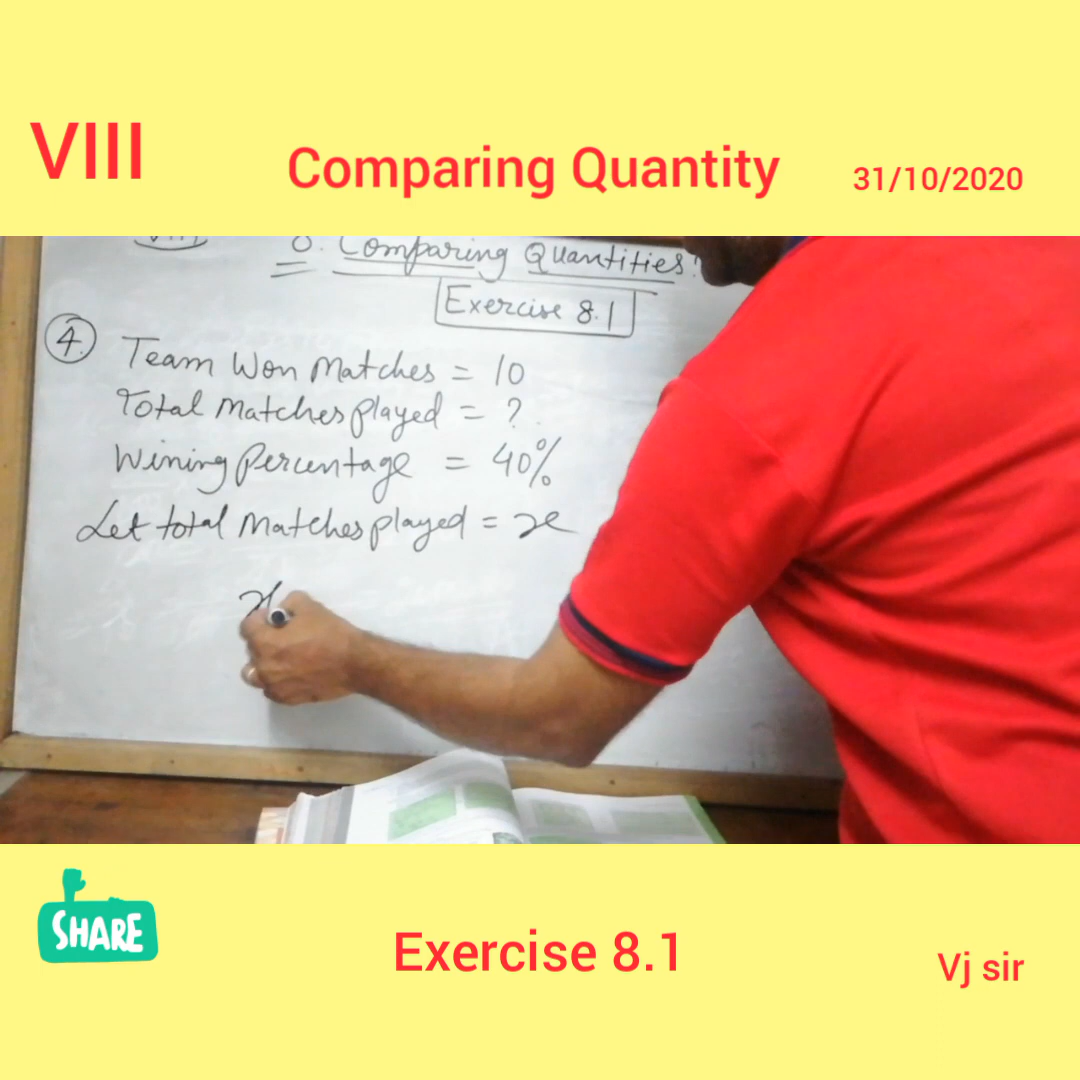 VIII
Comparing Quantity
31/10/2020
8. Comparing Quantities:
Exercise 8.1
4. Team Won Matches = 10
Total Matches played = ?
Wining Percentage = 40%
Let total Matches played = x
x
SHARE
Exercise 8.1
Vj sir